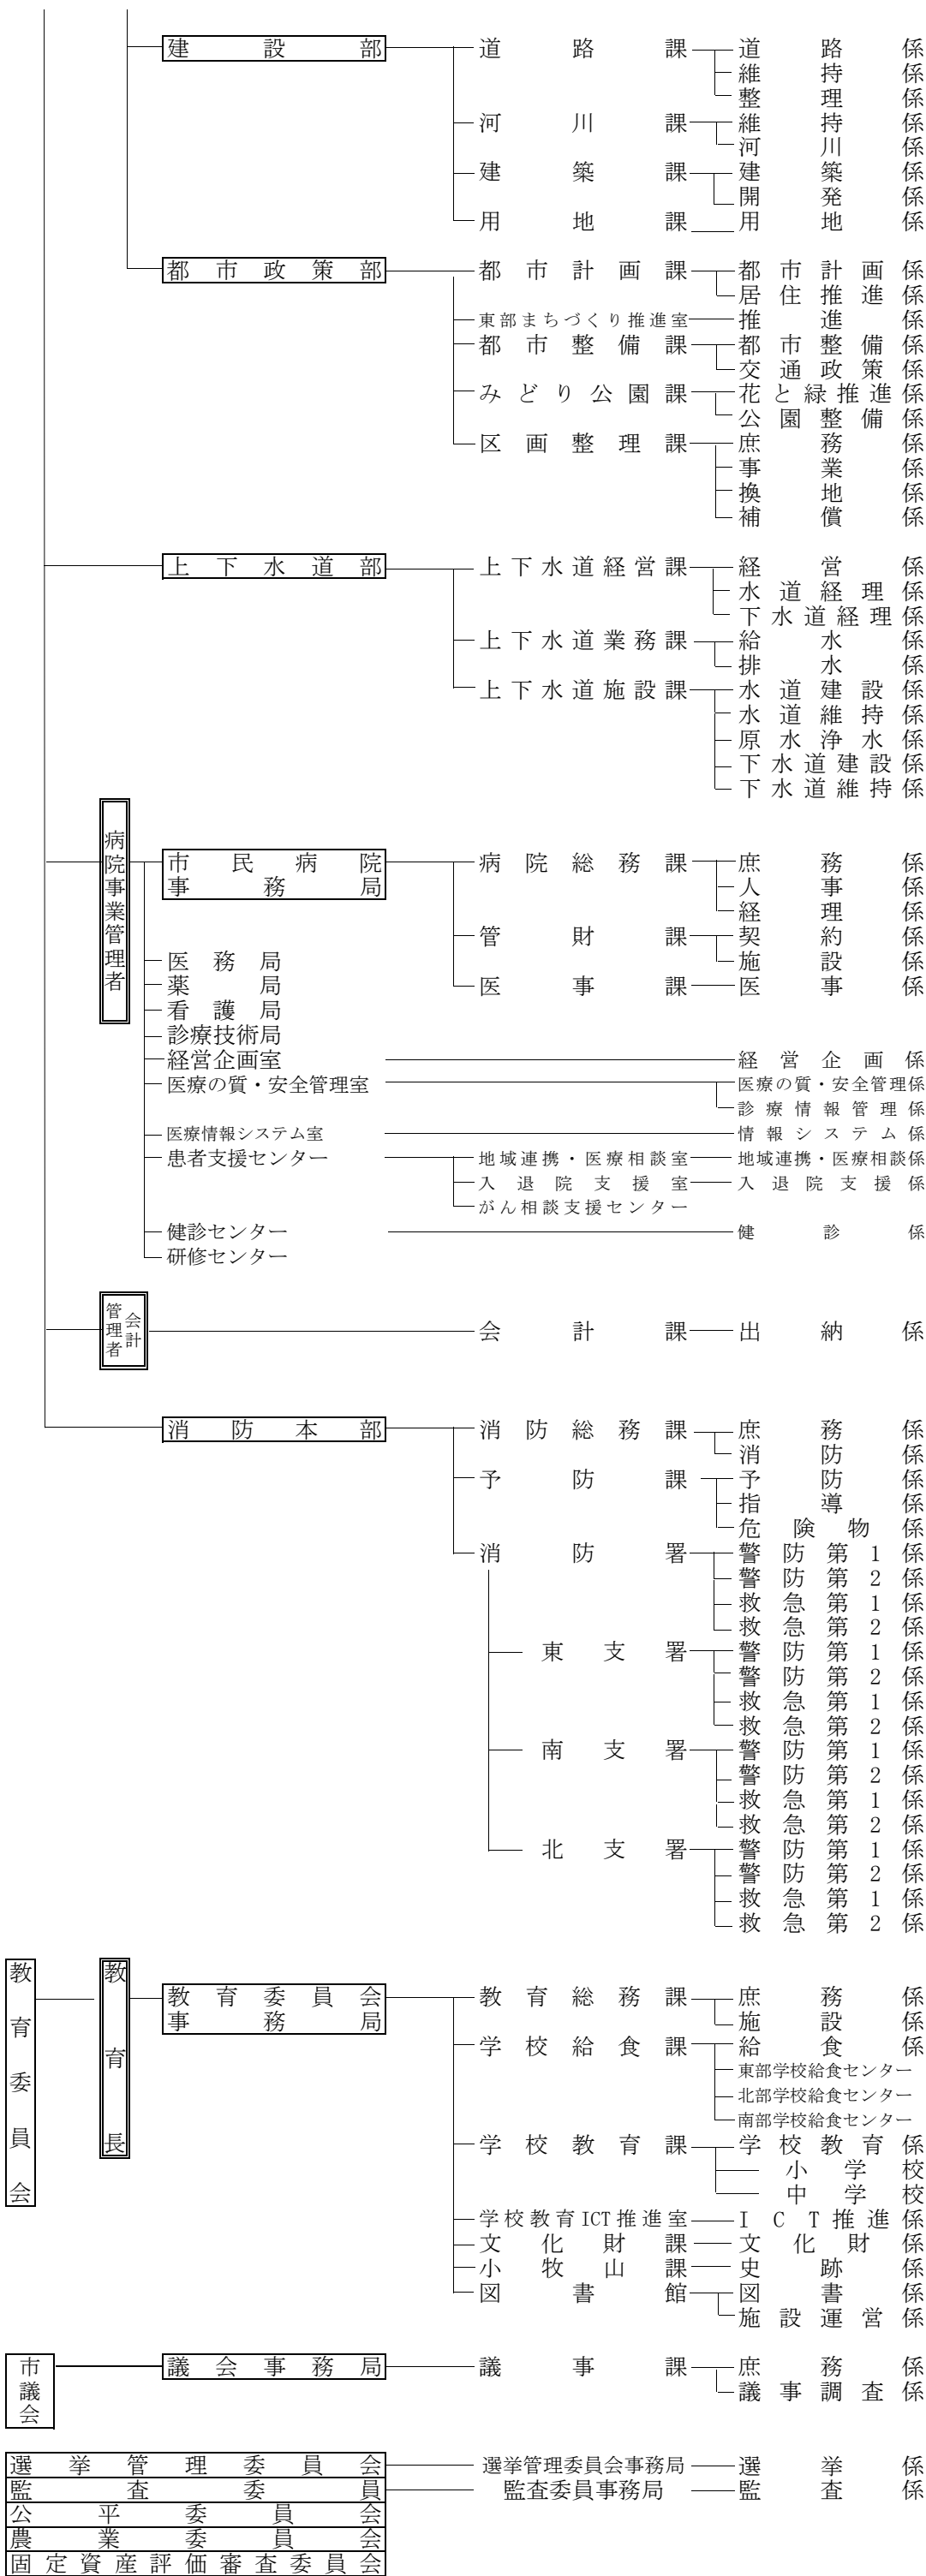 建設部 道路課 道路係
維持係
整理係
河川課 維持係
河川係
建築課 建築係
開発係
用地課 用地係
都市政策部 都市計画課 都市計画係
居住推進係
東部まちづくり推進室 推進係
都市整備課 都市整備係
交通政策係
みどり公園課 花と緑推進係
公園整備係
区画整理課 庶務係
事業係
換地係
補償係
上下水道部 上下水道経営課 経営係
水道経理係
下水道経理係
上下水道業務課 給水係
排水係
上下水道施設課 水道建設係
水道維持係
原水浄水係
下水道建設係
下水道維持係
病院事業管理者
市民病院 病院総務課 庶務係
事務局 人事係
経理係
管財課 契約係
医務局 施設係
薬局 医事課 医事係
看護局
診療技術局
経営企画室 経営企画係
医療の質・安全管理室 医療の質・安全管理係
診療情報管理係
医療情報システム室 情報システム係
患者支援センター 地域連携・医療相談室 地域連携・医療相談係
入退院支援室 入退院支援係
がん相談支援センター
健診センター 健診係
研修センター
会計管理者 会計課 出納係
消防本部 消防総務課 庶務係
消防係
予防課 予防係
指導係
危険物係
消防署 警防第1係
警防第2係
救急第1係
救急第2係
東支署 警防第1係
警防第2係
救急第1係
救急第2係
南支署 警防第1係
警防第2係
救急第1係
救急第2係
北支署 警防第1係
警防第2係
救急第1係
救急第2係
教育委員会
教育長
教育委員会 教育総務課 庶務係
事務局 施設係
学校給食課 給食係
東部学校給食センター
北部学校給食センター
南部学校給食センター
学校教育課 学校教育係
小学校
中学校
学校教育ICT推進室 ICT推進係
文化財課 文化財係
小牧山課 史跡係
図書館 図書係
施設運営係
市議会 議会事務局 議事課 庶務係
議事調査係
選挙管理委員会 選挙管理委員会事務局 選挙係
監査委員 監査委員事務局 監査係
公平委員会
農業委員会
固定資産評価審査委員会